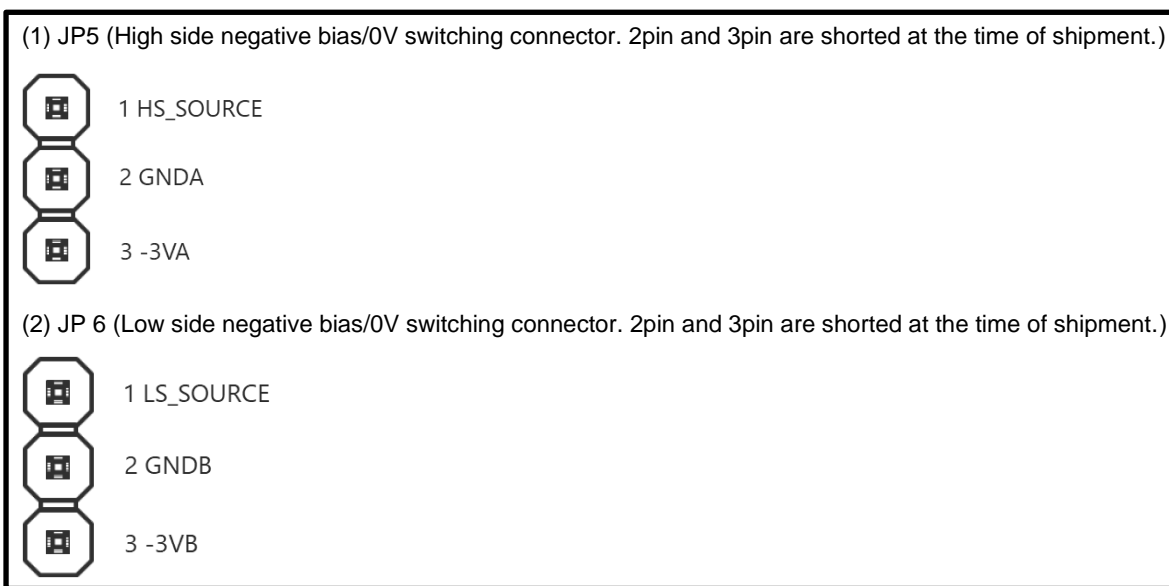 (1) JP5 (High side negative bias/0V switching connector. 2pin and 3pin are shorted at the time of shipment.)
1 HS_SOURCE
2 GNDA
3 -3VA
(2) JP 6 (Low side negative bias/0V switching connector. 2pin and 3pin are shorted at the time of shipment.)
1 LS_SOURCE
2 GNDB
3 -3VB